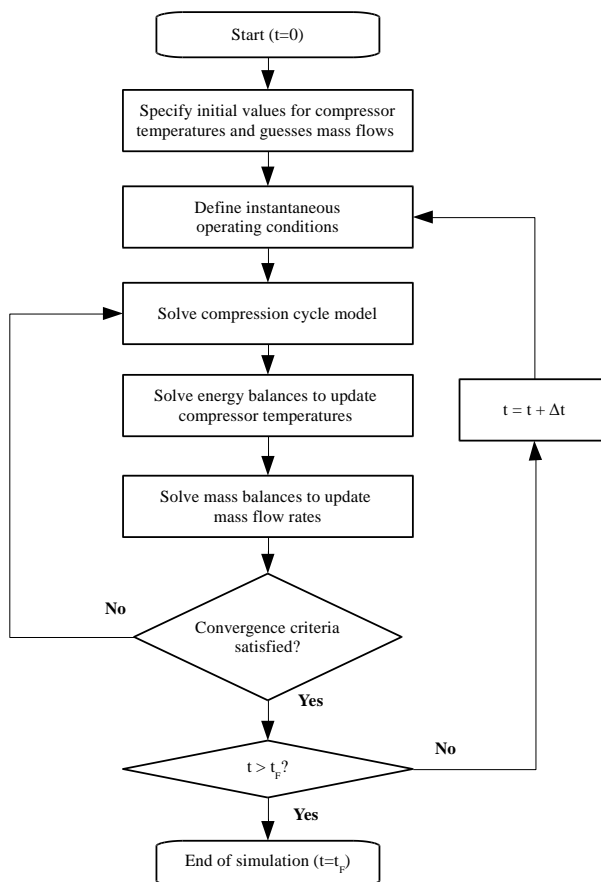 Start (t=0)
Specify initial values for compressor
temperatures and guesses mass flows
Define instantaneous
operating conditions
Solve compression cycle model
Solve energy balances to update
compressor temperatures
t = t + Δt
Solve mass balances to update
mass flow rates
No
Convergence criteria
satisfied?
Yes
No
t > t_F?
Yes
End of simulation (t=t_F)